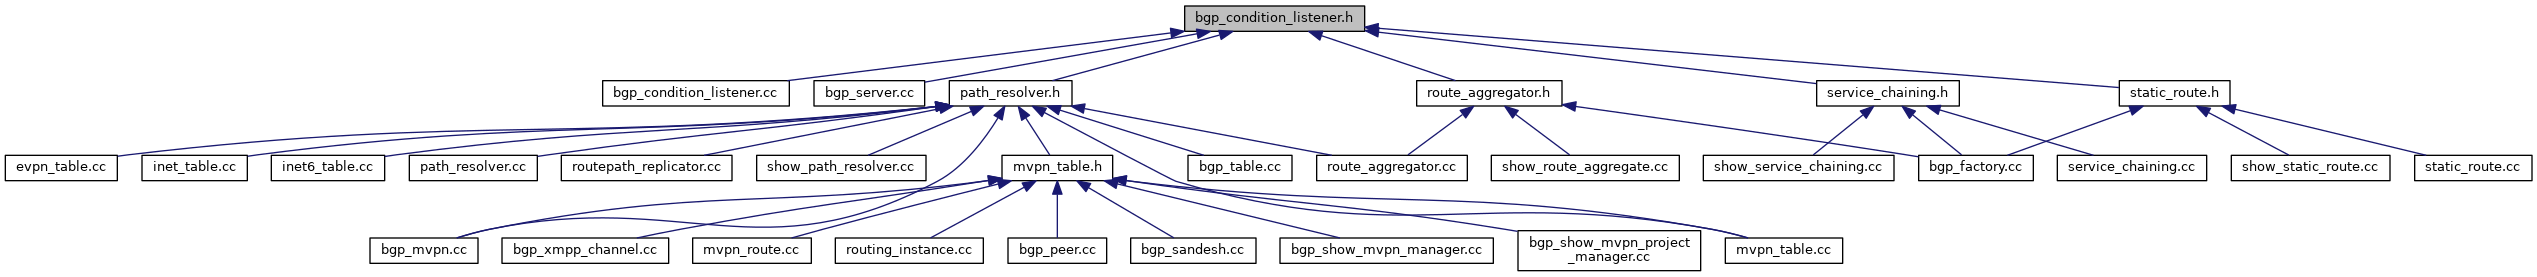 bgp_condition_listener.h
bgp_condition_listener.cc
bgp_server.cc
path_resolver.h
route_aggregator.h
service_chaining.h
static_route.h
evpn_table.cc
inet_table.cc
inet6_table.cc
path_resolver.cc
routepath_replicator.cc
show_path_resolver.cc
mvpn_table.h
bgp_table.cc
route_aggregator.cc
show_route_aggregate.cc
show_service_chaining.cc
bgp_factory.cc
service_chaining.cc
show_static_route.cc
static_route.cc
bgp_mvpn.cc
bgp_xmpp_channel.cc
mvpn_route.cc
routing_instance.cc
bgp_peer.cc
bgp_sandesh.cc
bgp_show_mvpn_manager.cc
bgp_show_mvpn_project
_manager.cc
mvpn_table.cc